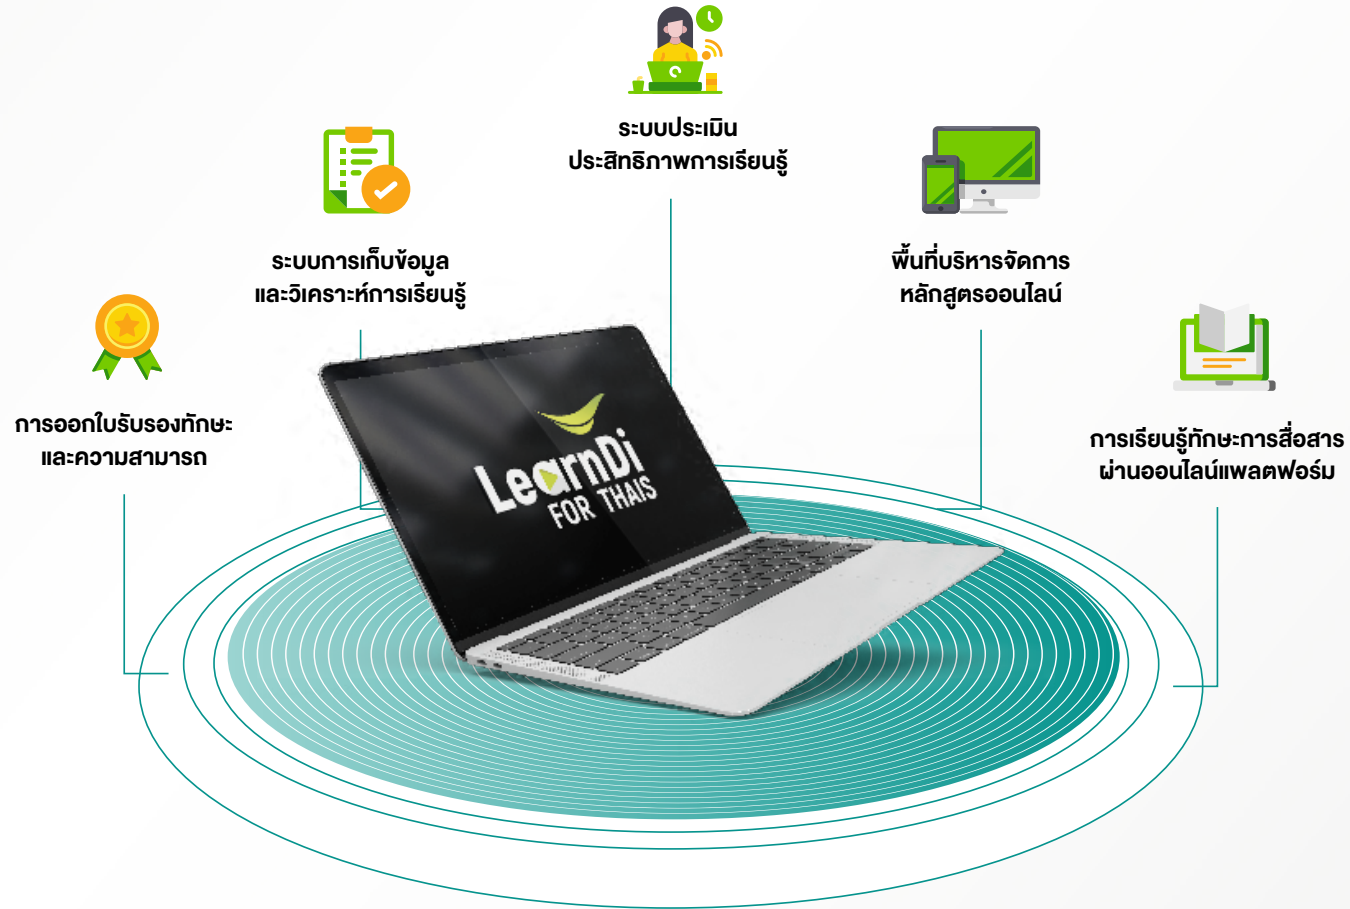 ระบบประเมิน
ประสิทธิภาพการเรียนรู้
ระบบการเก็บข้อมูล
และวิเคราะห์การเรียนรู้
พื้นที่บริหารจัดการ
หลักสูตรออนไลน์
การออกใบรับรองทักษะ
และความสามารถ
การเรียนรู้ทักษะการสื่อสาร
ผ่านออนไลน์แพลตฟอร์ม
LearnDi
FOR THAIS